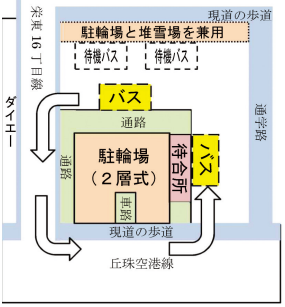 現道の歩道
栄東16丁目線
駐輪場と堆雪場を兼用
待機バス
待機バス
バス
ダイエー
通路
通学路
通路
駐輪場
(2層式)
待合所
バス
車路
現道の歩道
丘珠空港線